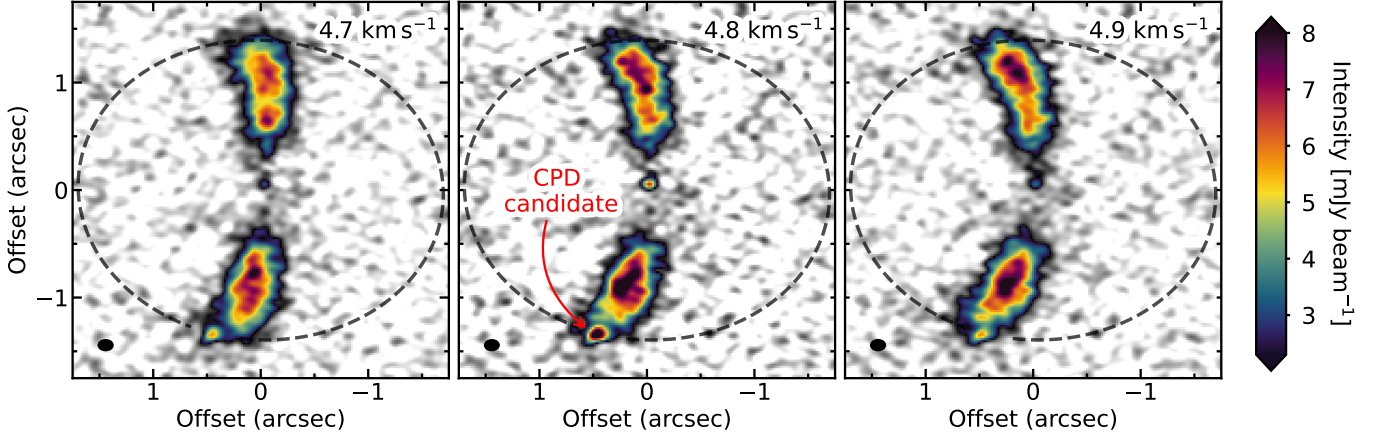 4.7 km s⁻¹
4.8 km s⁻¹
4.9 km s⁻¹
CPD
candidate
Offset (arcsec)
1
0
−1
1
0
−1
Offset (arcsec)
1
0
−1
Offset (arcsec)
1
0
−1
Offset (arcsec)
8
7
6
5
4
3
Intensity [mJy beam⁻¹]